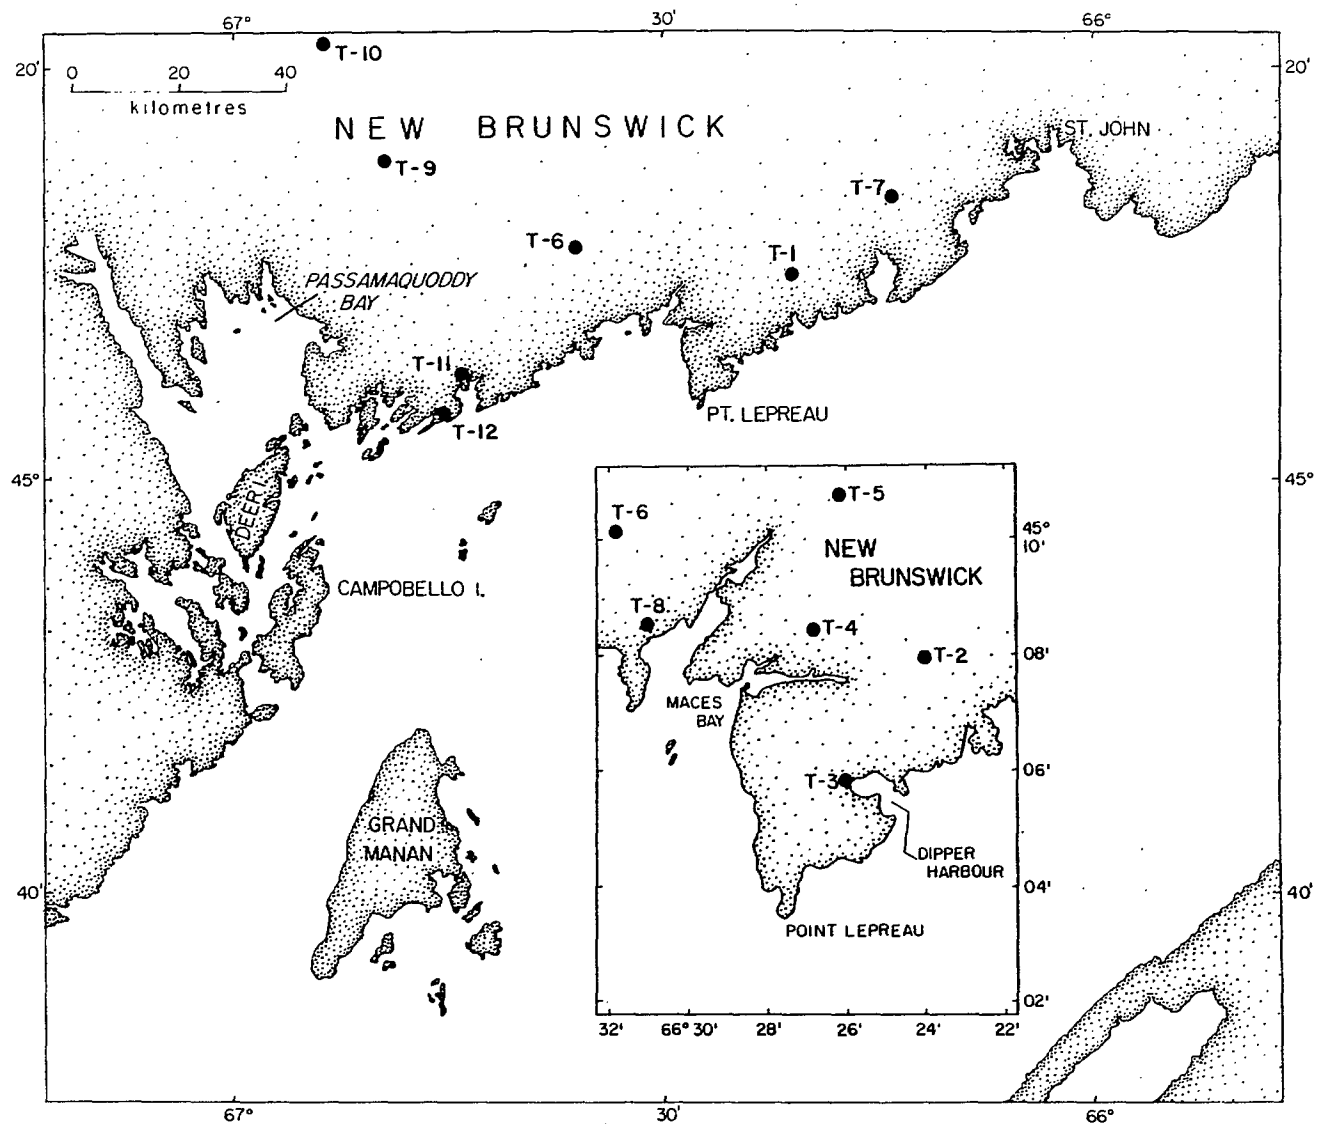 67° 30' 66°
T-10
20' 20'
0 20 40
kilometres
NEW BRUNSWICK
ST. JOHN
T-9
T-7
T-6
T-1
PASSAMAQUODDY
BAY
T-11
PT. LEPREAU
T-12
45° 45°
DEER I.
CAMPOBELLO I.
GRAND
MANAN
40' 40'
T-5
T-6
45°
10'
NEW
BRUNSWICK
T-8
T-4
T-2
08'
MACES
BAY
T-3
06'
DIPPER
HARBOUR
04'
POINT LEPREAU
02'
32' 66° 30' 28' 26' 24' 22'
67° 30' 66°